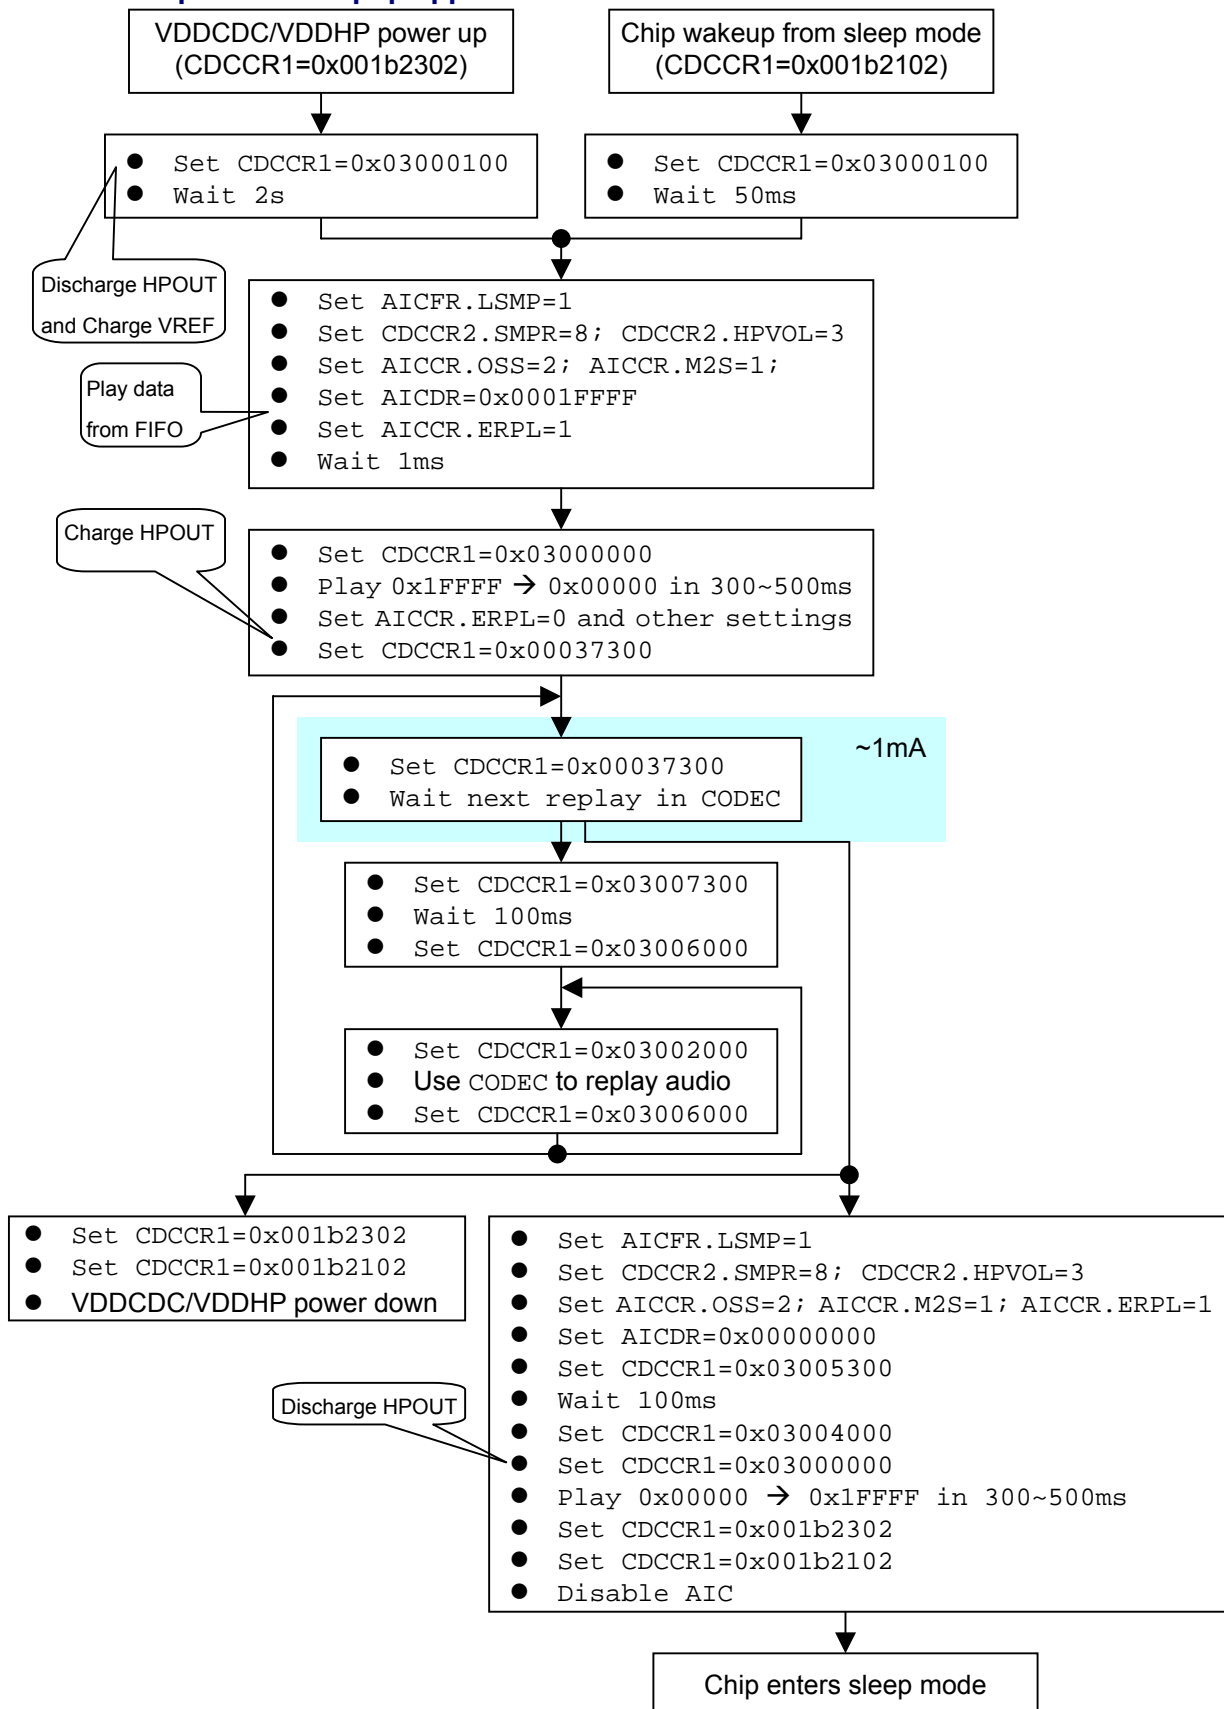 VDDCDC/VDDHP power up
(CDCCR1=0x001b2302)
Chip wakeup from sleep mode
(CDCCR1=0x001b2102)
● Set CDCCR1=0x03000100
● Wait 2s
● Set CDCCR1=0x03000100
● Wait 50ms
Discharge HPOUT
and Charge VREF
● Set AICFR.LSMP=1
● Set CDCCR2.SMPR=8; CDCCR2.HPVOL=3
● Set AICCR.OSS=2; AICCR.M2S=1;
● Set AICDR=0x0001FFFF
● Set AICCR.ERPL=1
● Wait 1ms
Play data
from FIFO
Charge HPOUT
● Set CDCCR1=0x03000000
● Play 0x1FFFF → 0x00000 in 300~500ms
● Set AICCR.ERPL=0 and other settings
● Set CDCCR1=0x00037300
~1mA
● Set CDCCR1=0x00037300
● Wait next replay in CODEC
● Set CDCCR1=0x03007300
● Wait 100ms
● Set CDCCR1=0x03006000
● Set CDCCR1=0x03002000
● Use CODEC to replay audio
● Set CDCCR1=0x03006000
● Set CDCCR1=0x001b2302
● Set CDCCR1=0x001b2102
● VDDCDC/VDDHP power down
● Set AICFR.LSMP=1
● Set CDCCR2.SMPR=8; CDCCR2.HPVOL=3
● Set AICCR.OSS=2; AICCR.M2S=1; AICCR.ERPL=1
● Set AICDR=0x00000000
● Set CDCCR1=0x03005300
● Wait 100ms
● Set CDCCR1=0x03004000
● Set CDCCR1=0x03000000
● Play 0x00000 → 0x1FFFF in 300~500ms
● Set CDCCR1=0x001b2302
● Set CDCCR1=0x001b2102
● Disable AIC
Discharge HPOUT
Chip enters sleep mode